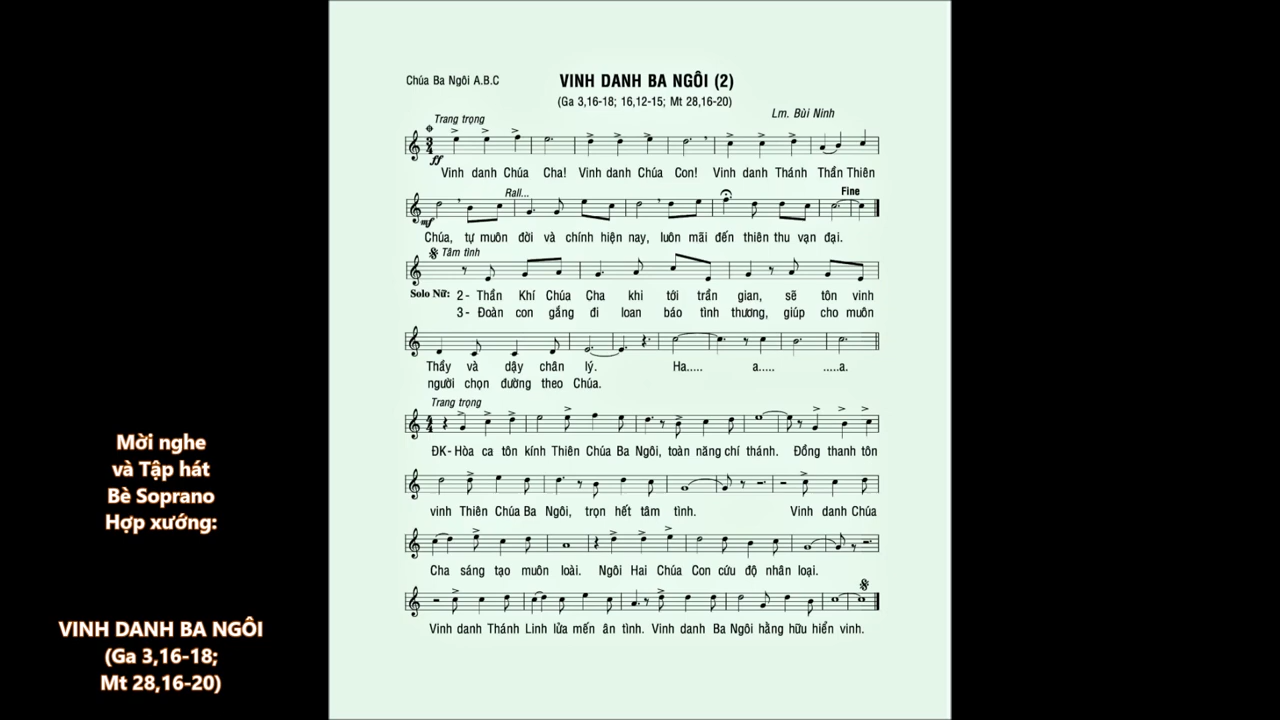 Chúa Ba Ngôi A.B.C
VINH DANH BA NGÔI (2)
(Ga 3,16-18; 16,12-15; Mt 28,16-20)
Lm. Bùi Ninh
Trang trọng
ff
Vinh danh Chúa Cha! Vinh danh Chúa Con! Vinh danh Thánh Thần Thiên
Rall...
Fine
mf
Chúa, tự muôn đời và chính hiện nay, luôn mãi đến thiên thu vạn đại.
Tâm tình
Solo Nữ: 2- Thần Khí Chúa Cha khi tới trần gian, sẽ tôn vinh
3- Đoàn con gắng đi loan báo tình thương, giúp cho muôn
Thầy và dậy chân lý. Ha..... a..... .....a.
người chọn đường theo Chúa.
Trang trọng
ĐK- Hòa ca tôn kính Thiên Chúa Ba Ngôi, toàn năng chí thánh. Đồng thanh tôn
vinh Thiên Chúa Ba Ngôi, trọn hết tâm tình. Vinh danh Chúa
Cha sáng tạo muôn loài. Ngôi Hai Chúa Con cứu độ nhân loại.
Vinh danh Thánh Linh lửa mến ân tình. Vinh danh Ba Ngôi hằng hữu hiển vinh.
Mời nghe
và Tập hát
Bè Soprano
Hợp xướng:
VINH DANH BA NGÔI
(Ga 3,16-18;
Mt 28,16-20)